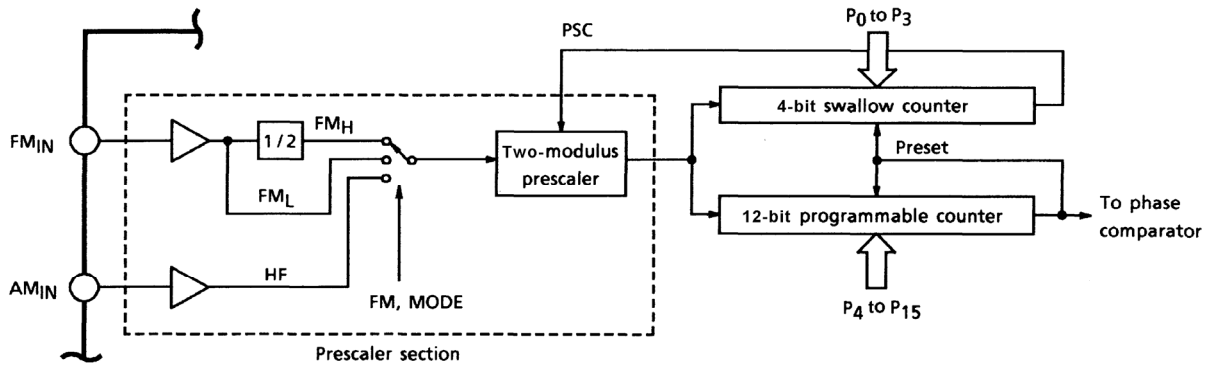 P0 to P3
PSC
4-bit swallow counter
FMIN
1/2
FMH
FML
Two-modulus
prescaler
Preset
12-bit programmable counter
To phase
comparator
AMIN
HF
FM, MODE
P4 to P15
Prescaler section